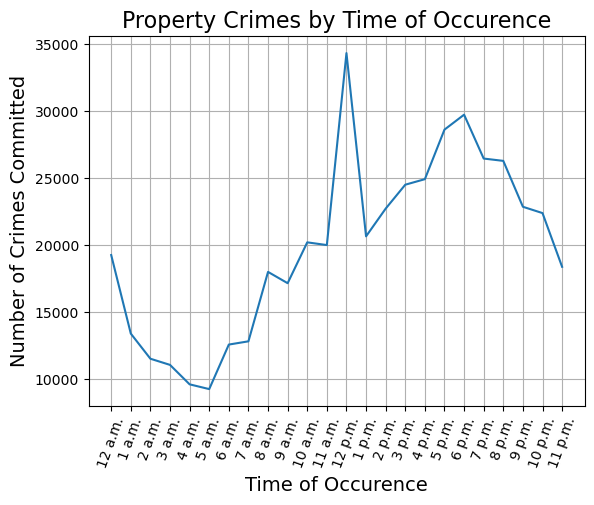 Property Crimes by Time of Occurence
Number of Crimes Committed
35000
30000
25000
20000
15000
10000
12 a.m.
1 a.m.
2 a.m.
3 a.m.
4 a.m.
5 a.m.
6 a.m.
7 a.m.
8 a.m.
9 a.m.
10 a.m.
11 a.m.
12 p.m.
1 p.m.
2 p.m.
3 p.m.
4 p.m.
5 p.m.
6 p.m.
7 p.m.
8 p.m.
9 p.m.
10 p.m.
11 p.m.
Time of Occurence